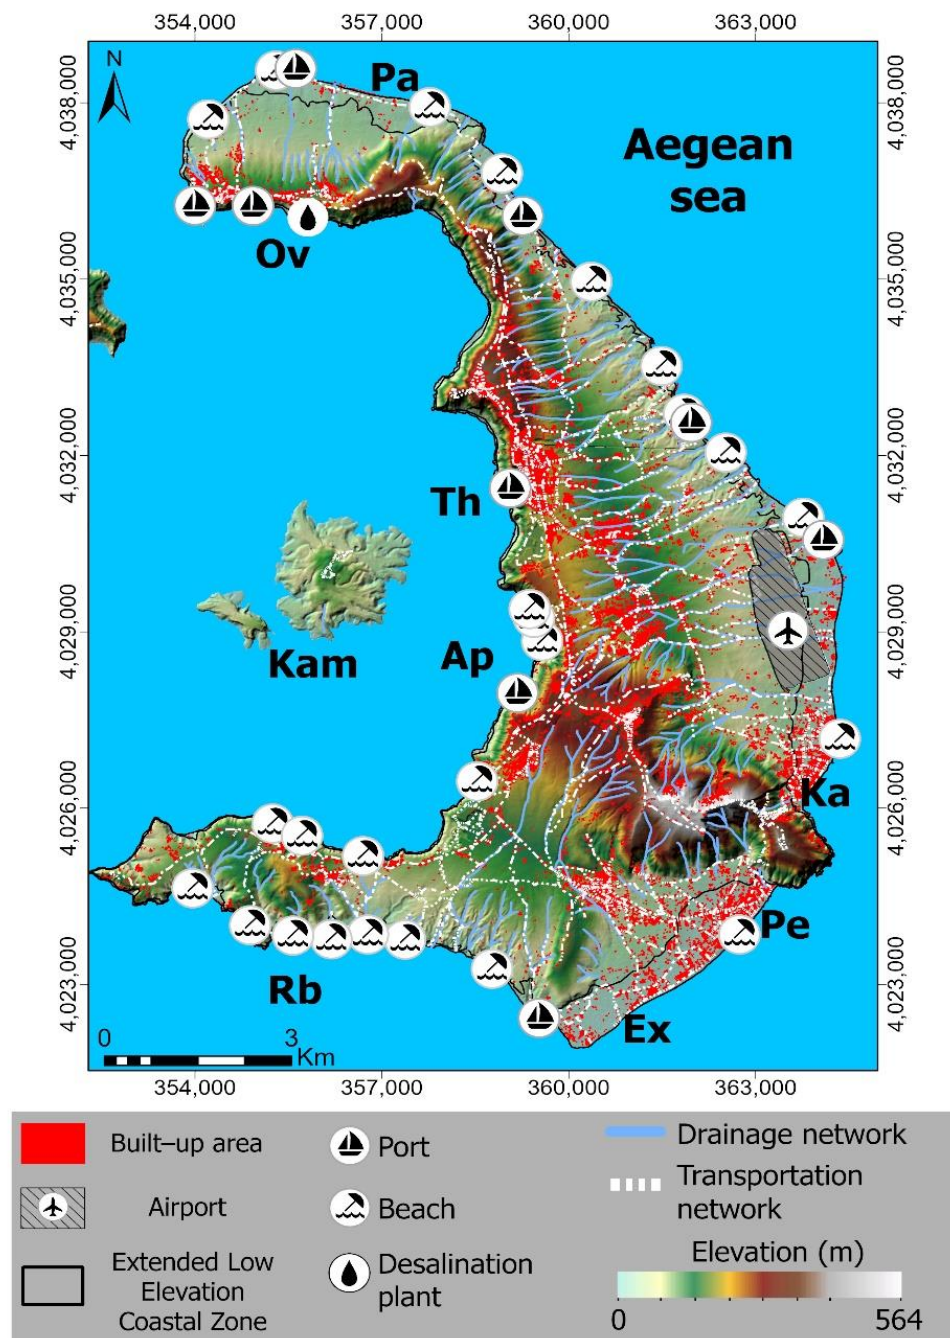 354,000 357,000 360,000 363,000
N
Pa
4,038,000
4,038,000
Aegean
sea
Ov
4,035,000
4,035,000
4,032,000
4,032,000
Th
4,029,000
4,029,000
Kam
Ap
4,026,000
4,026,000
Ka
Pe
Rb
4,023,000
4,023,000
Ex
0 3
Km
354,000 357,000 360,000 363,000
Built–up area
Port
Drainage network
Airport
Beach
Transportation
network
Extended Low
Elevation
Coastal Zone
Desalination
plant
Elevation (m)
0 564